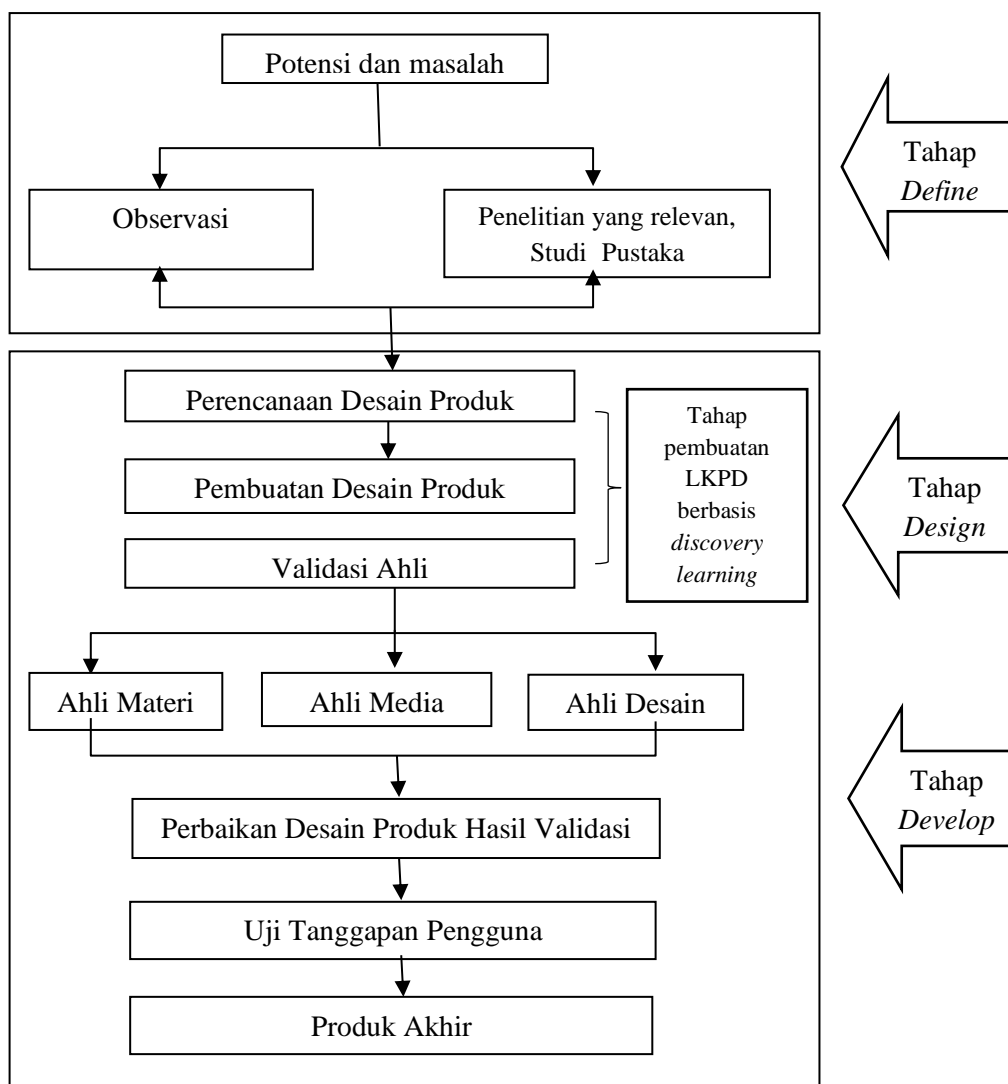 Potensi dan masalah
Observasi
Penelitian yang relevan,
Studi Pustaka
Tahap
Define
Perencanaan Desain Produk
Pembuatan Desain Produk
Validasi Ahli
Tahap
pembuatan
LKPD
berbasis
discovery
learning
Tahap
Design
Ahli Materi
Ahli Media
Ahli Desain
Perbaikan Desain Produk Hasil Validasi
Uji Tanggapan Pengguna
Produk Akhir
Tahap
Develop